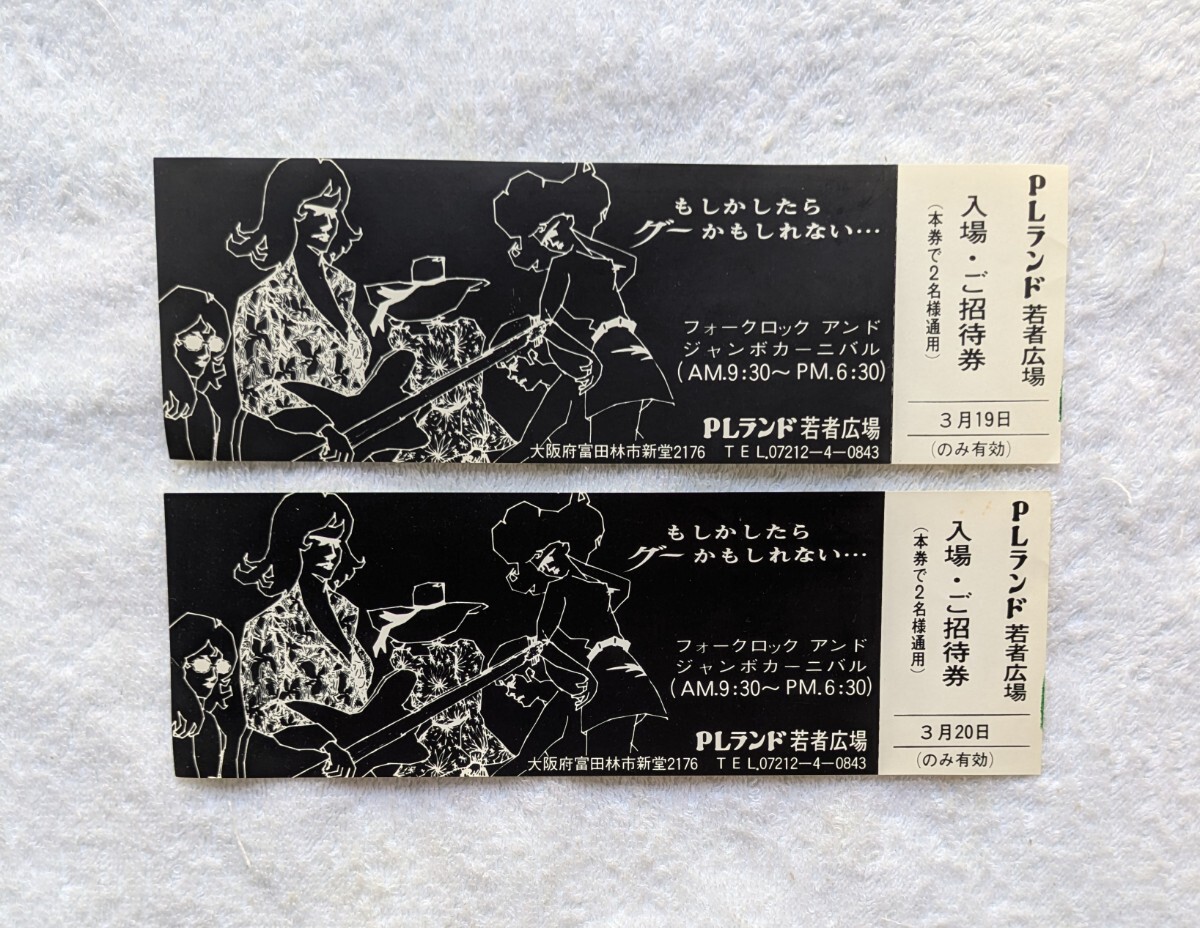 もしかしたら
グー かもしれない…
フォークロック アンド
ジャンボカーニバル
(AM.9:30〜PM.6:30)
PLランド若者広場
大阪府富田林市新堂2176 TEL.07212-4-0843
PLランド 若者広場
入場・ご招待券
(本券で2名様通用)
3月19日
(のみ有効)
もしかしたら
グー かもしれない…
フォークロック アンド
ジャンボカーニバル
(AM.9:30〜PM.6:30)
PLランド若者広場
大阪府富田林市新堂2176 TEL.07212-4-0843
PLランド 若者広場
入場・ご招待券
(本券で2名様通用)
3月20日
(のみ有効)